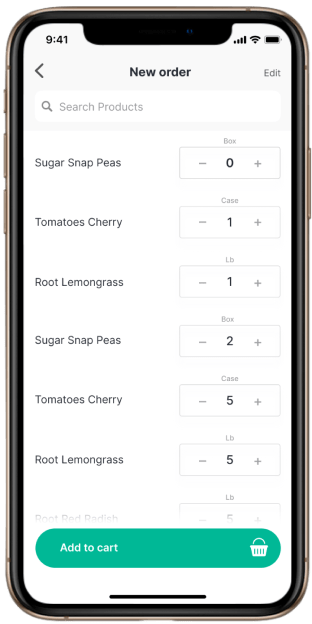 9:41
New order
Edit
Search Products
Box
Sugar Snap Peas
− 0 +
Case
Tomatoes Cherry
− 1 +
Lb
Root Lemongrass
− 1 +
Box
Sugar Snap Peas
− 2 +
Case
Tomatoes Cherry
− 5 +
Lb
Root Lemongrass
− 5 +
Lb
Root Red Radish
− 5 +
Add to cart